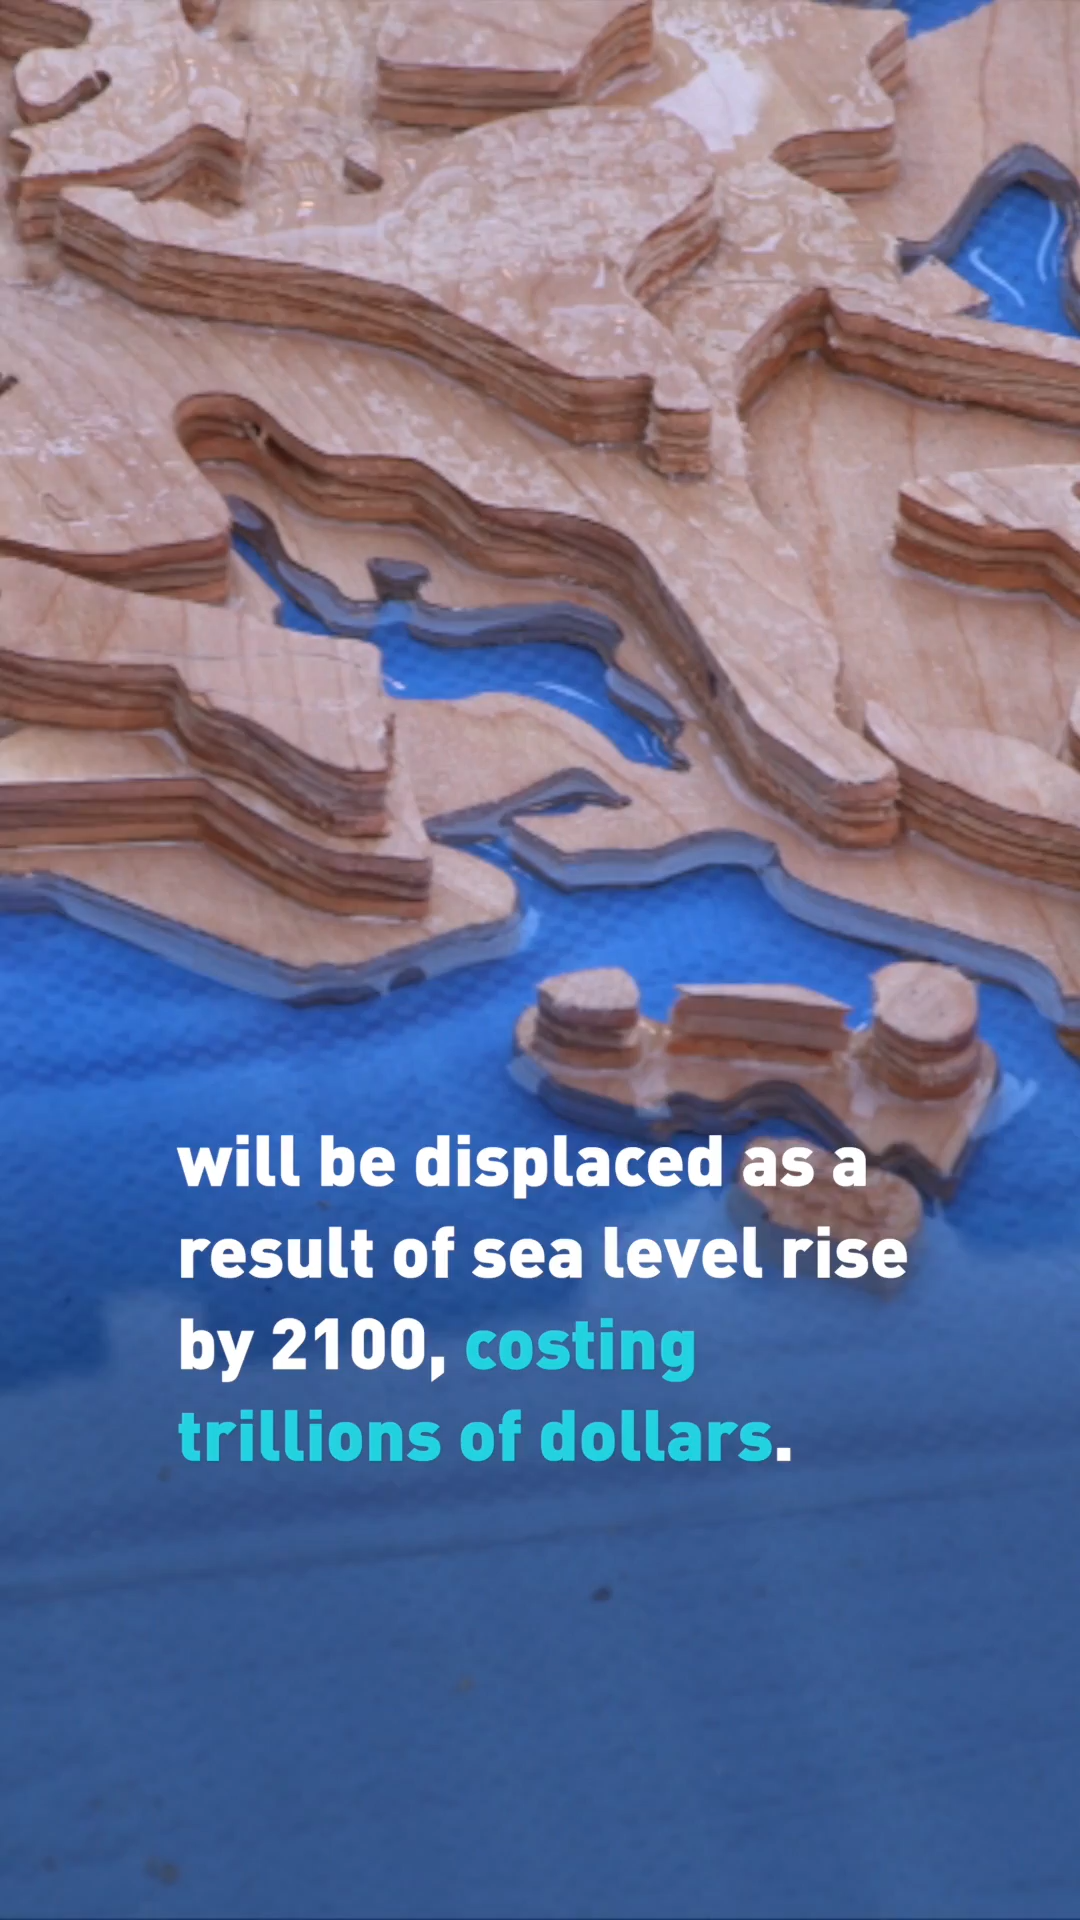 will be displaced as a
result of sea level rise
by 2100, costing
trillions of dollars.